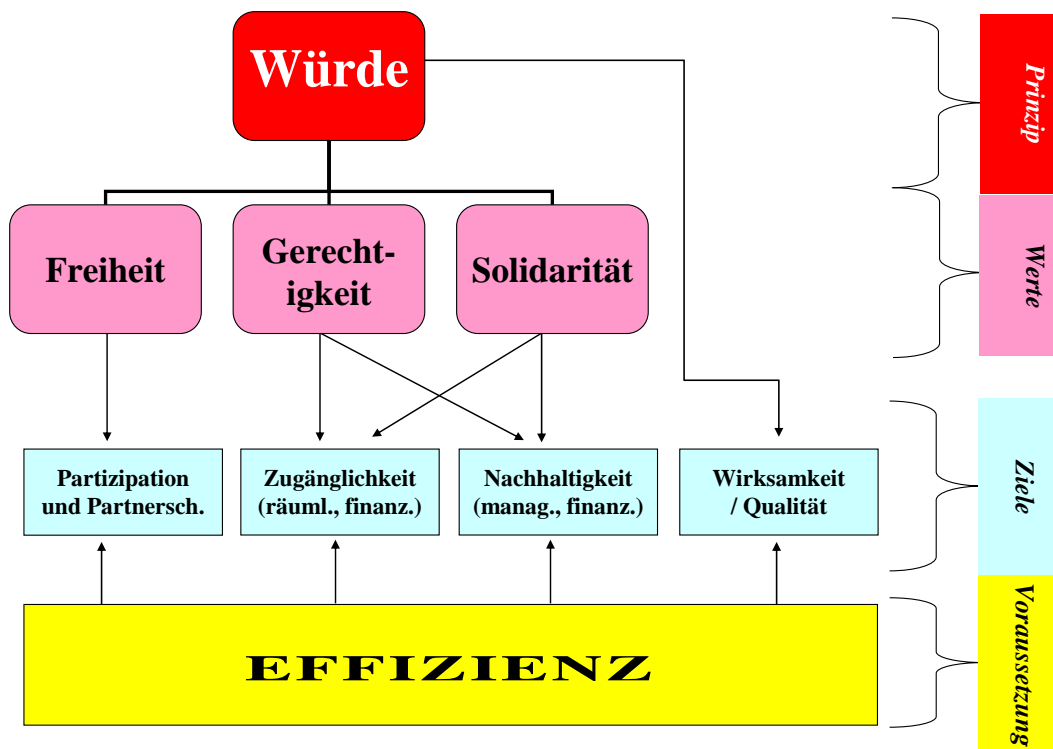 Würde
Prinzip
Freiheit
Gerecht-
igkeit
Solidarität
Werte
Partizipation
und Partnersch.
Zugänglichkeit
(räuml., finanz.)
Nachhaltigkeit
(manag., finanz.)
Wirksamkeit
/ Qualität
Ziele
EFFIZIENZ
Voraussetzung